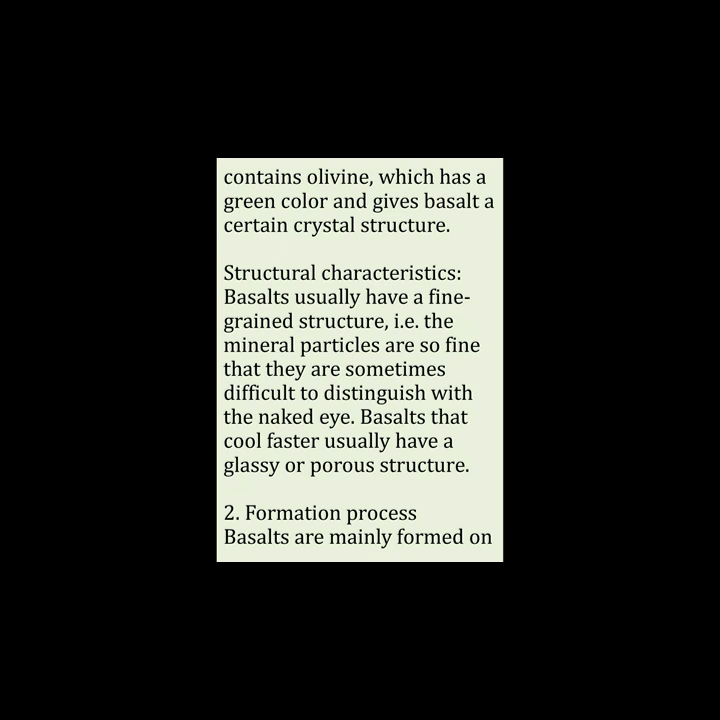 contains olivine, which has a
green color and gives basalt a
certain crystal structure.
Structural characteristics:
Basalts usually have a fine-
grained structure, i.e. the
mineral particles are so fine
that they are sometimes
difficult to distinguish with
the naked eye. Basalts that
cool faster usually have a
glassy or porous structure.
2. Formation process
Basalts are mainly formed on